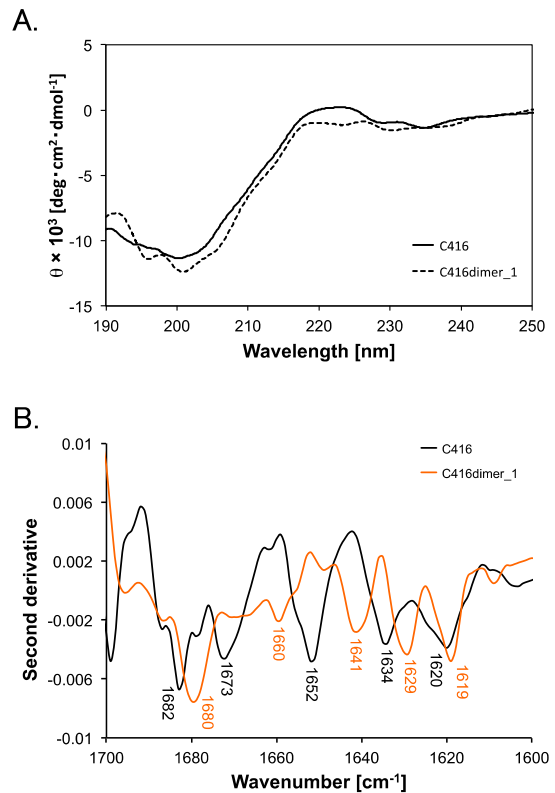 A.
5
0
-5
-10
-15
θ × 10³ [deg·cm²·dmol⁻¹]
C416
C416dimer_1
190 200 210 220 230 240 250
Wavelength [nm]
B.
0.01
0.006
0.002
-0.002
-0.006
-0.01
Second derivative
C416
C416dimer_1
1682
1680
1673
1660
1652
1641
1634
1629
1620
1619
1700 1680 1660 1640 1620 1600
Wavenumber [cm⁻¹]